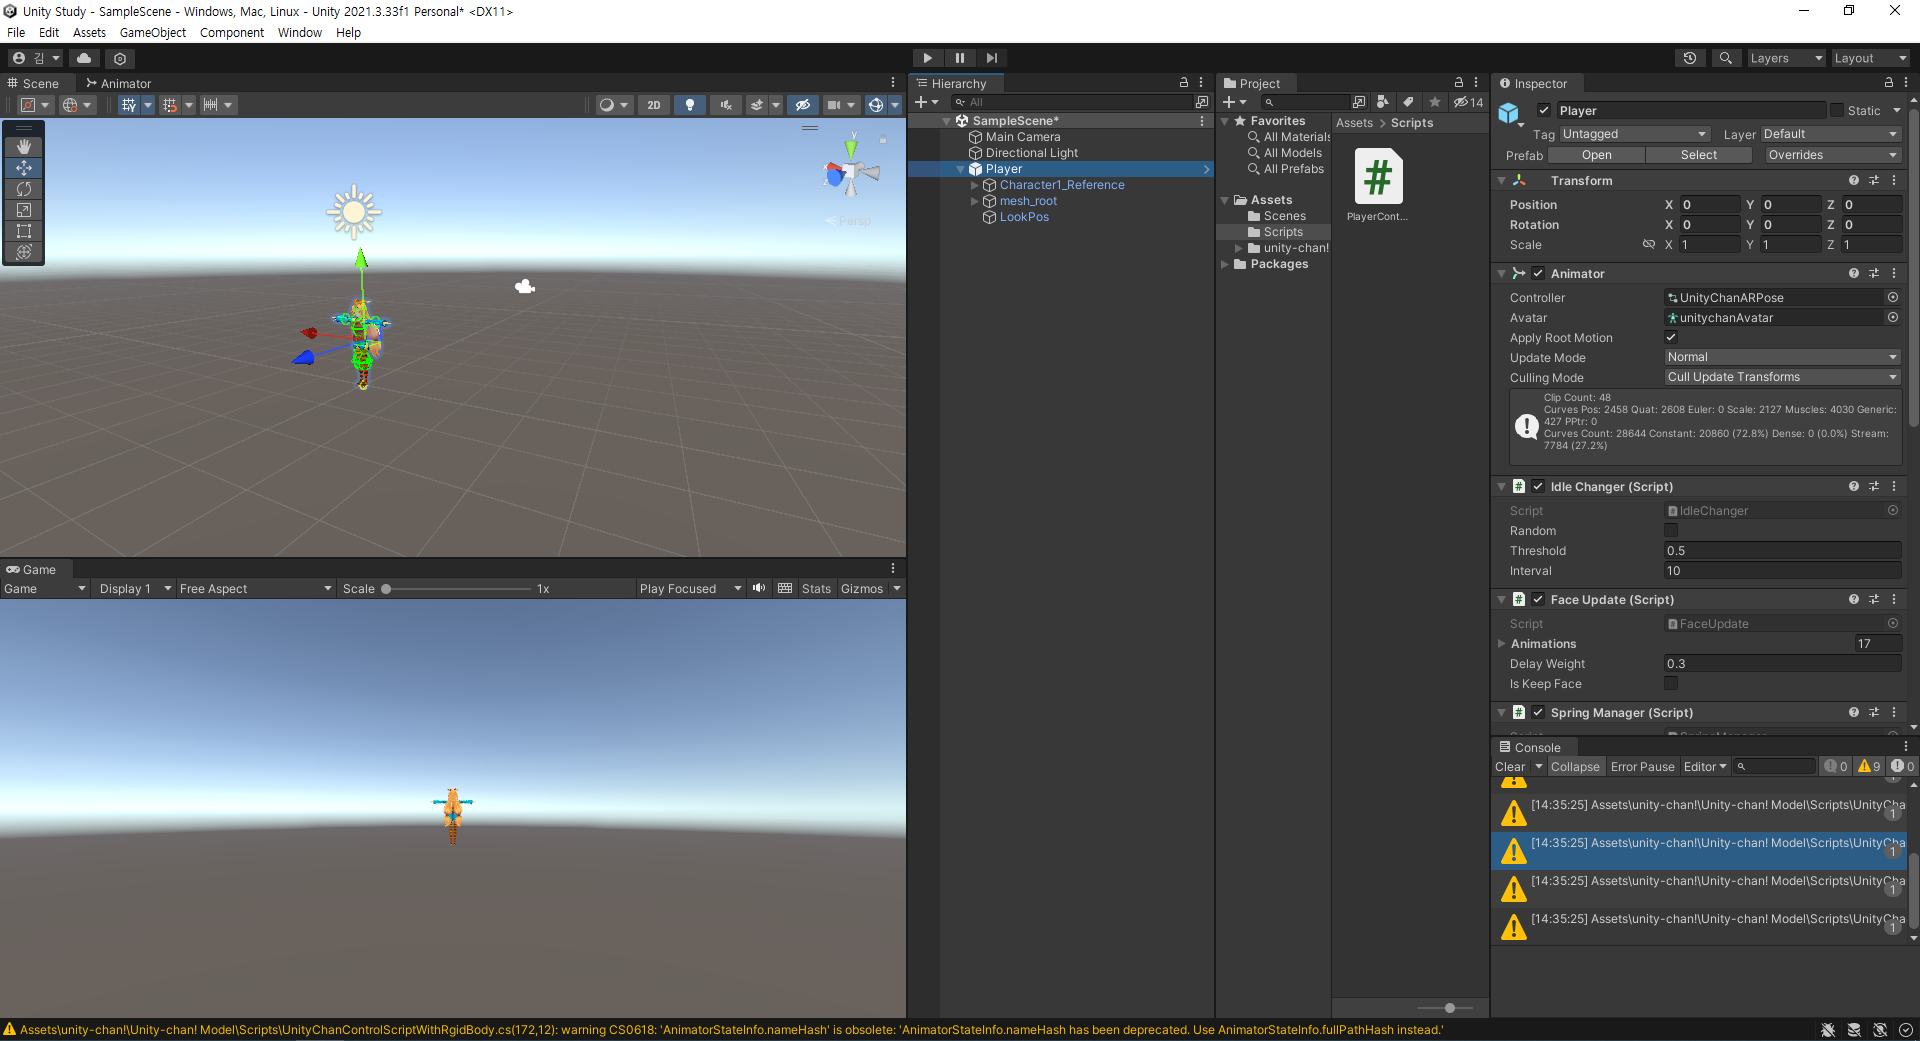 Unity Study - SampleScene - Windows, Mac, Linux - Unity 2021.3.33f1 Personal* <DX11>
File Edit Assets GameObject Component Window Help
김
Layers Layout
Scene Animator
2D
Persp
y
x
z
Game
Game Display 1 Free Aspect Scale 1x Play Focused Stats Gizmos
Hierarchy
All
SampleScene*
Main Camera
Directional Light
Player
Character1_Reference
mesh_root
LookPos
Project
14
Favorites
All Materials
All Models
All Prefabs
Assets
Scenes
Scripts
unity-chan!
Packages
Assets > Scripts
#
PlayerCont...
Inspector
Player Static
Tag Untagged Layer Default
Prefab Open Select Overrides
Transform
Position X 0 Y 0 Z 0
Rotation X 0 Y 0 Z 0
Scale X 1 Y 1 Z 1
Animator
Controller UnityChanARPose
Avatar unitychanAvatar
Apply Root Motion
Update Mode Normal
Culling Mode Cull Update Transforms
Clip Count: 48
Curves Pos: 2458 Quat: 2608 Euler: 0 Scale: 2127 Muscles: 4030 Generic:
427 PPtr: 0
Curves Count: 28644 Constant: 20860 (72.8%) Dense: 0 (0.0%) Stream:
7784 (27.2%)
# Idle Changer (Script)
Script IdleChanger
Random
Threshold 0.5
Interval 10
# Face Update (Script)
Script FaceUpdate
Animations 17
Delay Weight 0.3
Is Keep Face
# Spring Manager (Script)
Console
Clear Collapse Error Pause Editor 0 9 0
[14:35:25] Assets\unity-chan!\Unity-chan! Model\Scripts\UnityCha
1
[14:35:25] Assets\unity-chan!\Unity-chan! Model\Scripts\UnityCha
1
[14:35:25] Assets\unity-chan!\Unity-chan! Model\Scripts\UnityCha
1
[14:35:25] Assets\unity-chan!\Unity-chan! Model\Scripts\UnityCha
1
Assets\unity-chan!\Unity-chan! Model\Scripts\UnityChanControlScriptWithRgidBody.cs(172,12): warning CS0618: 'AnimatorStateInfo.nameHash' is obsolete: 'AnimatorStateInfo.nameHash has been deprecated. Use AnimatorStateInfo.fullPathHash instead.'